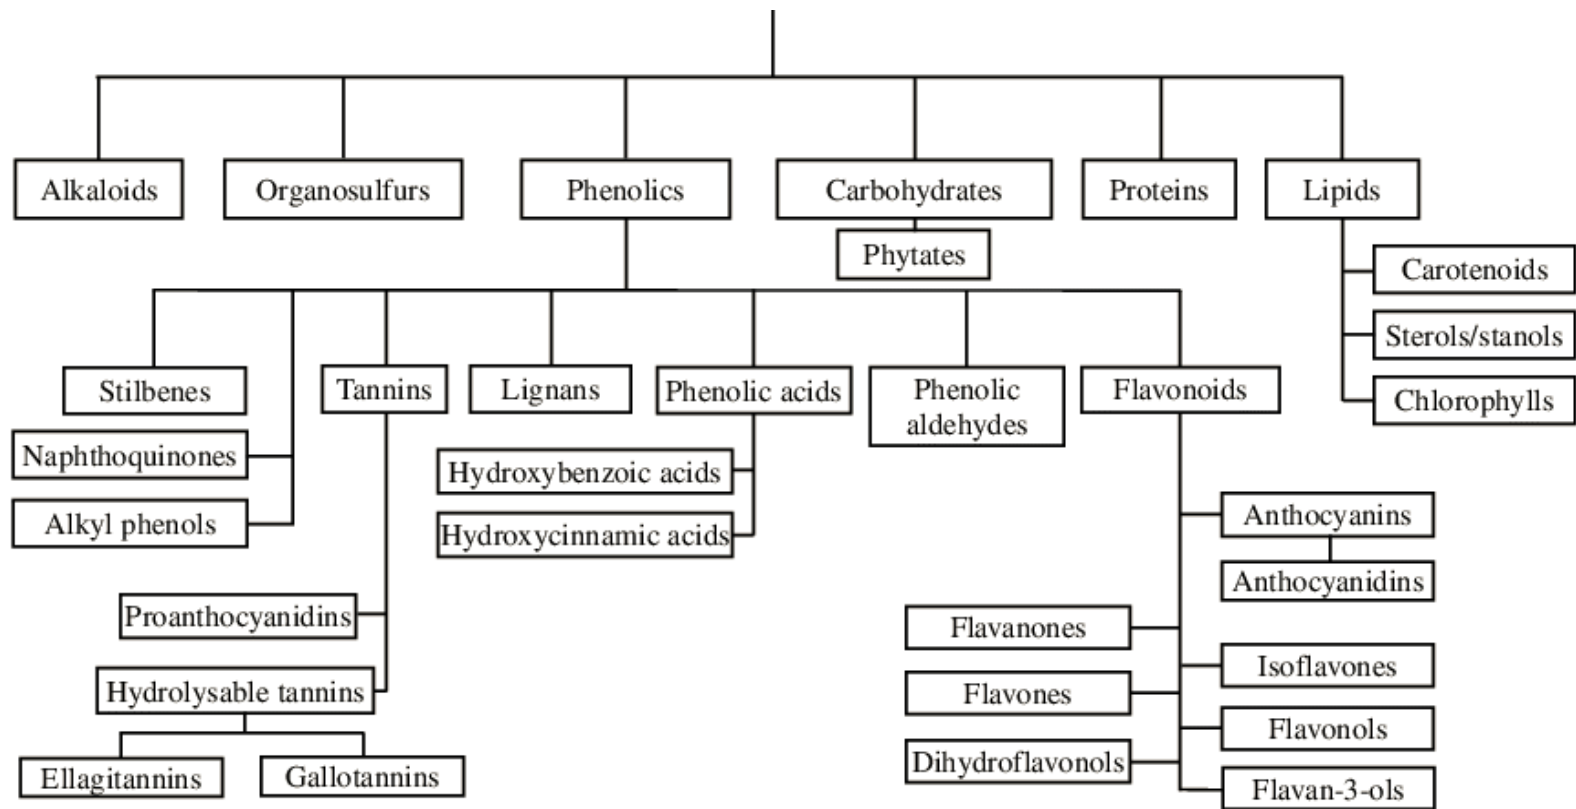 Alkaloids
Organosulfurs
Phenolics
Carbohydrates
Proteins
Lipids
Phytates
Carotenoids
Sterols/stanols
Chlorophylls
Stilbenes
Tannins
Lignans
Phenolic acids
Phenolic
aldehydes
Flavonoids
Naphthoquinones
Alkyl phenols
Hydroxybenzoic acids
Hydroxycinnamic acids
Anthocyanins
Anthocyanidins
Proanthocyanidins
Hydrolysable tannins
Ellagitannins
Gallotannins
Flavanones
Flavones
Dihydroflavonols
Isoflavones
Flavonols
Flavan-3-ols